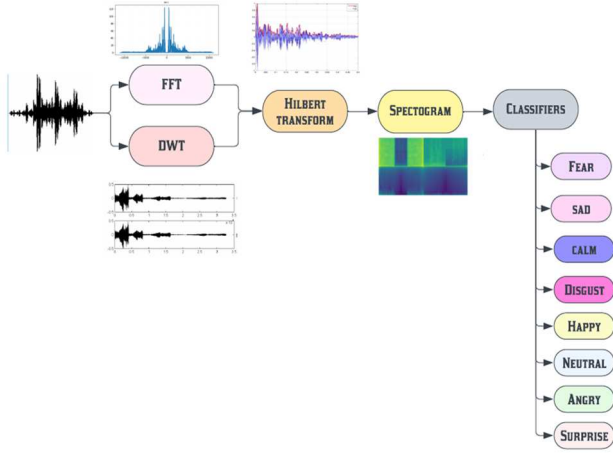 FFT
DWT
HILBERT
TRANSFORM
SPECTOGRAM
CLASSIFIERS
FEAR
SAD
CALM
DISGUST
HAPPY
NEUTRAL
ANGRY
SURPRISE